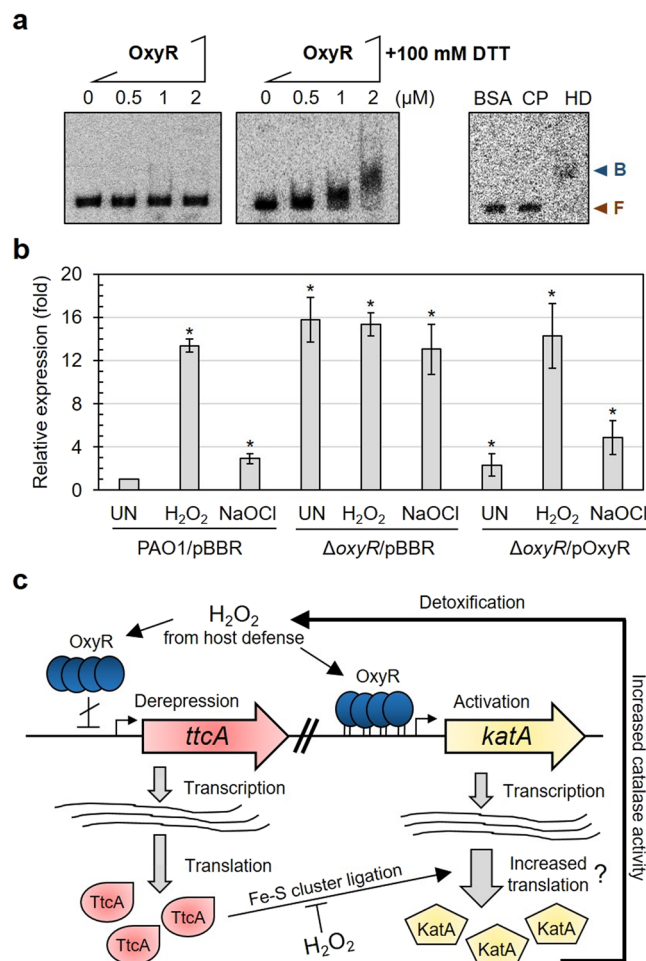 a
OxyR
OxyR
+100 mM DTT
0 0.5 1 2
0 0.5 1 2 (μM)
BSA CP HD
B
F
b
Relative expression (fold)
20
16
12
8
4
0
* * * * * * * *
UN H₂O₂ NaOCl UN H₂O₂ NaOCl UN H₂O₂ NaOCl
PAO1/pBBR ΔoxyR/pBBR ΔoxyR/pOxyR
c
H₂O₂
from host defense
Detoxification
OxyR
OxyR
Derepression
Activation
ttcA
katA
Transcription
Transcription
Translation
Fe-S cluster ligation
Increased
translation ?
H₂O₂
TtcA
TtcA
TtcA
KatA
KatA
KatA
Increased catalase
activity